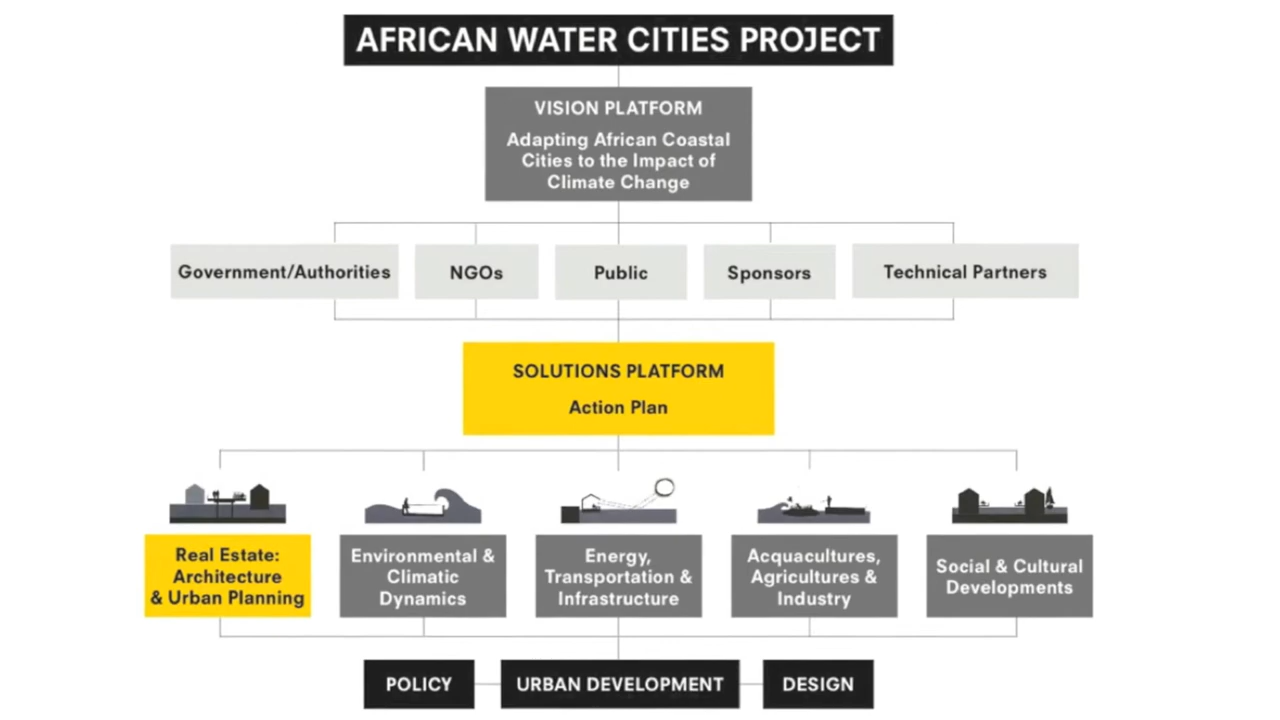 AFRICAN WATER CITIES PROJECT
VISION PLATFORM
Adapting African Coastal
Cities to the Impact of
Climate Change
Government/Authorities
NGOs
Public
Sponsors
Technical Partners
SOLUTIONS PLATFORM
Action Plan
Real Estate:
Architecture
& Urban Planning
Environmental &
Climatic
Dynamics
Energy,
Transportation &
Infrastructure
Acquacultures,
Agricultures &
Industry
Social & Cultural
Developments
POLICY
URBAN DEVELOPMENT
DESIGN